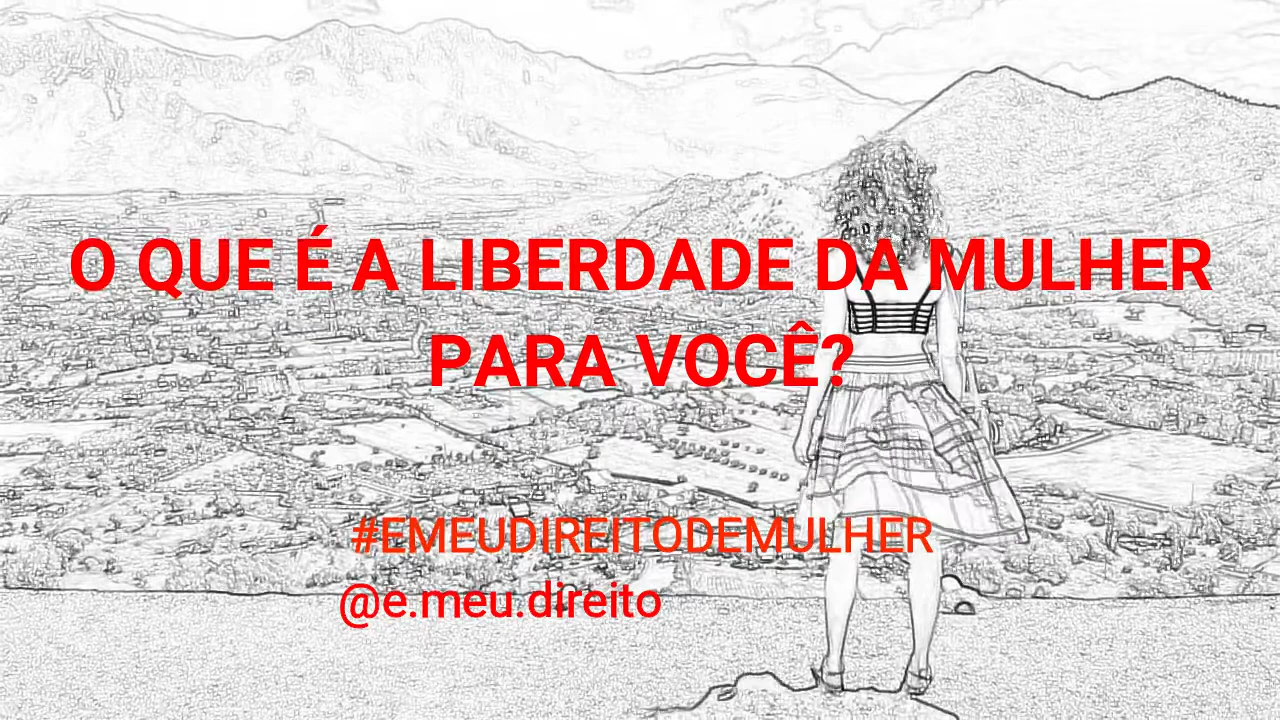 O QUE É A LIBERDADE DA MULHER
PARA VOCÊ?
#EMEUDIREITODEMULHER
@e.meu.direito